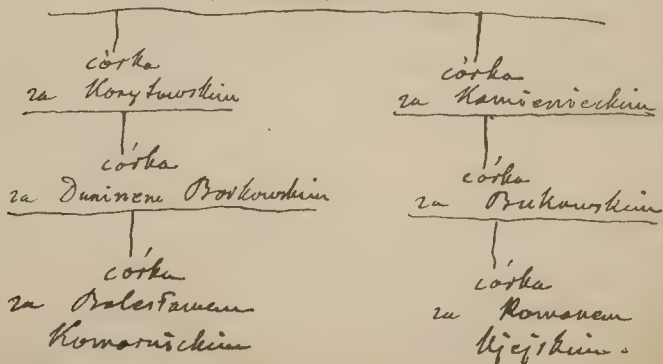 córka
za Korytowskim
córka
za Duninem Borkowskim
córka
za Bolesławem
Komornickim
córka
za Kamienieckim
córka
za Bukowskim
córka
za Romanem
Ujejskim.